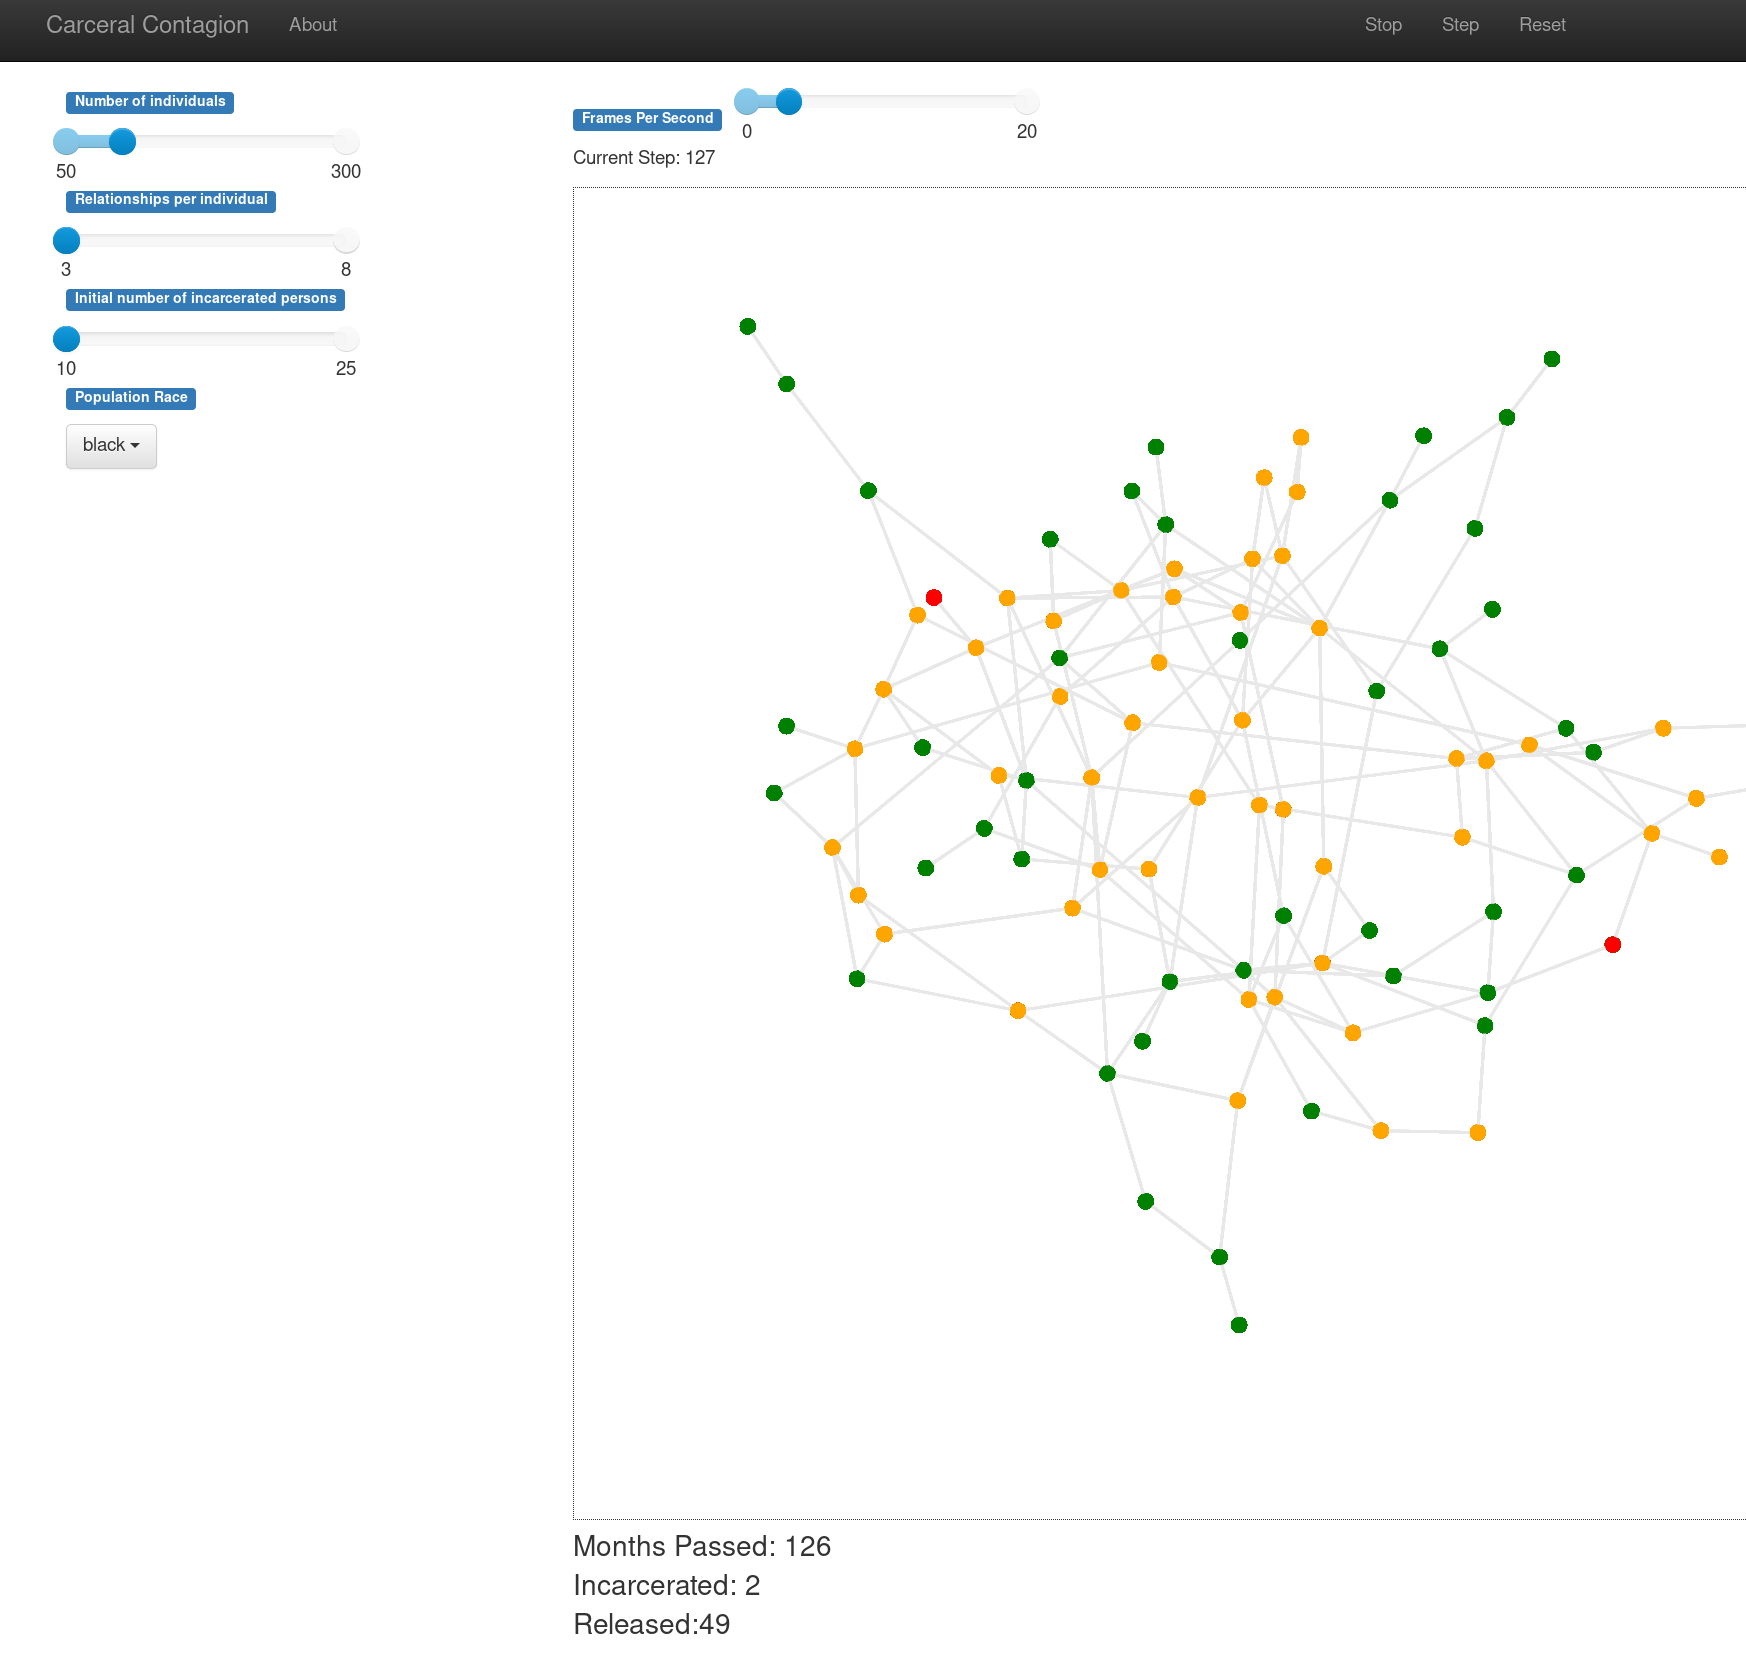 Carceral Contagion About Stop Step Reset
Number of individuals
50 300
Relationships per individual
3 8
Initial number of incarcerated persons
10 25
Population Race
black
Frames Per Second
0 20
Current Step: 127
Months Passed: 126
Incarcerated: 2
Released:49